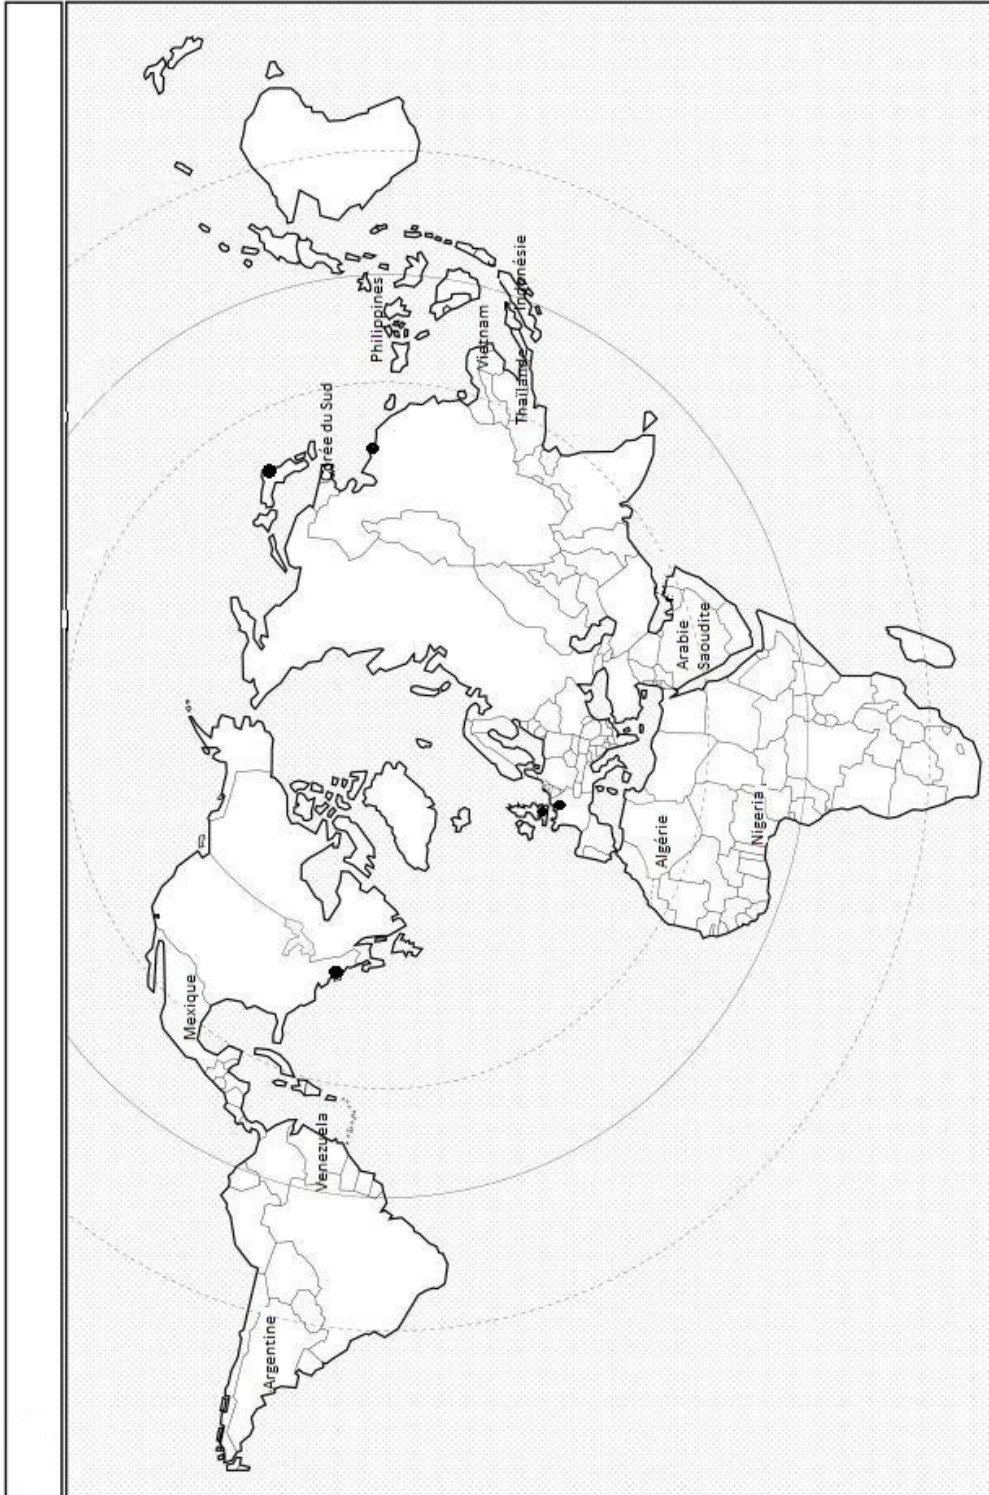 Philippines
Indonésie
Vietnam
Thaïlande
Corée du Sud
Arabie
Saoudite
Algérie
Nigeria
Mexique
Venezuela
Argentine